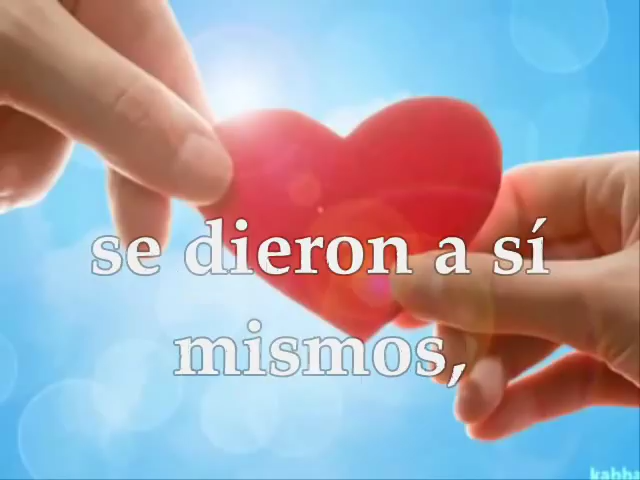 se dieron a sí
mismos,